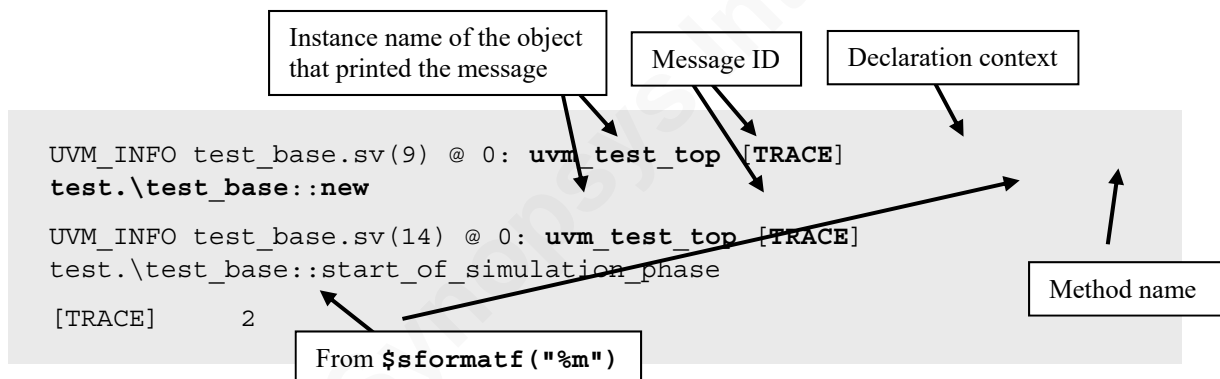 Instance name of the object
that printed the message
Message ID
Declaration context
UVM_INFO test_base.sv(9) @ 0: uvm_test_top [TRACE]
test.\test_base::new
UVM_INFO test_base.sv(14) @ 0: uvm_test_top [TRACE]
test.\test_base::start_of_simulation_phase
[TRACE] 2
Method name
From $sformatf("%m")